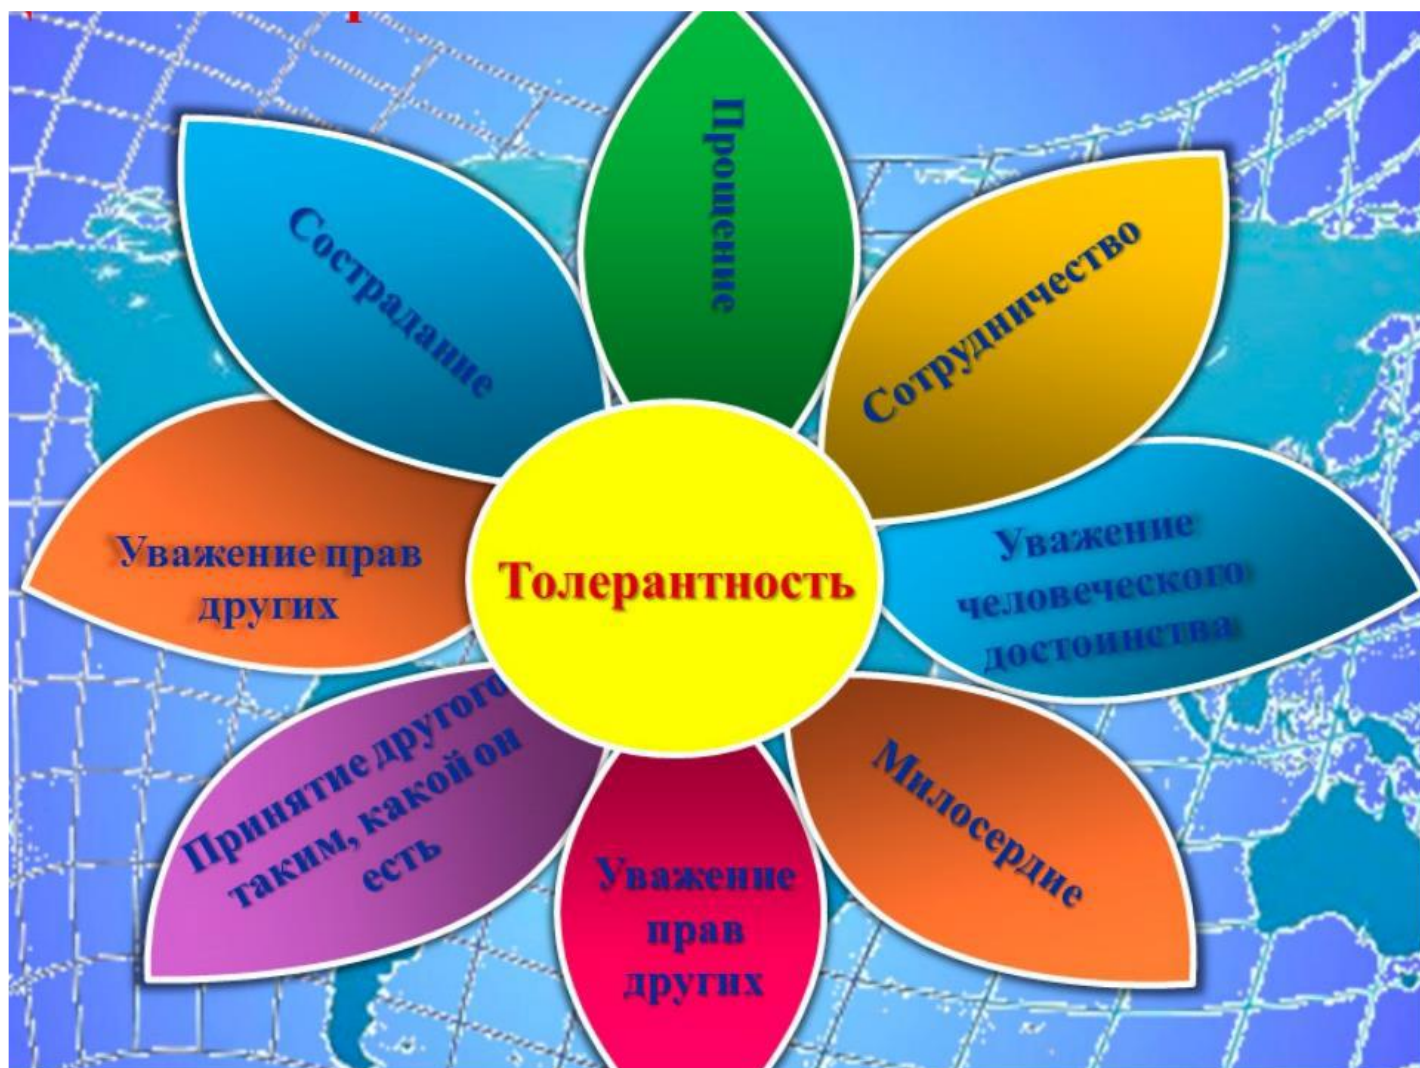 Прощение
Сострадание
Сотрудничество
Уважение прав
других
Толерантность
Уважение
человеческого
достоинства
Принятие другого
таким, какой он
есть
Милосердие
Уважение
прав
других